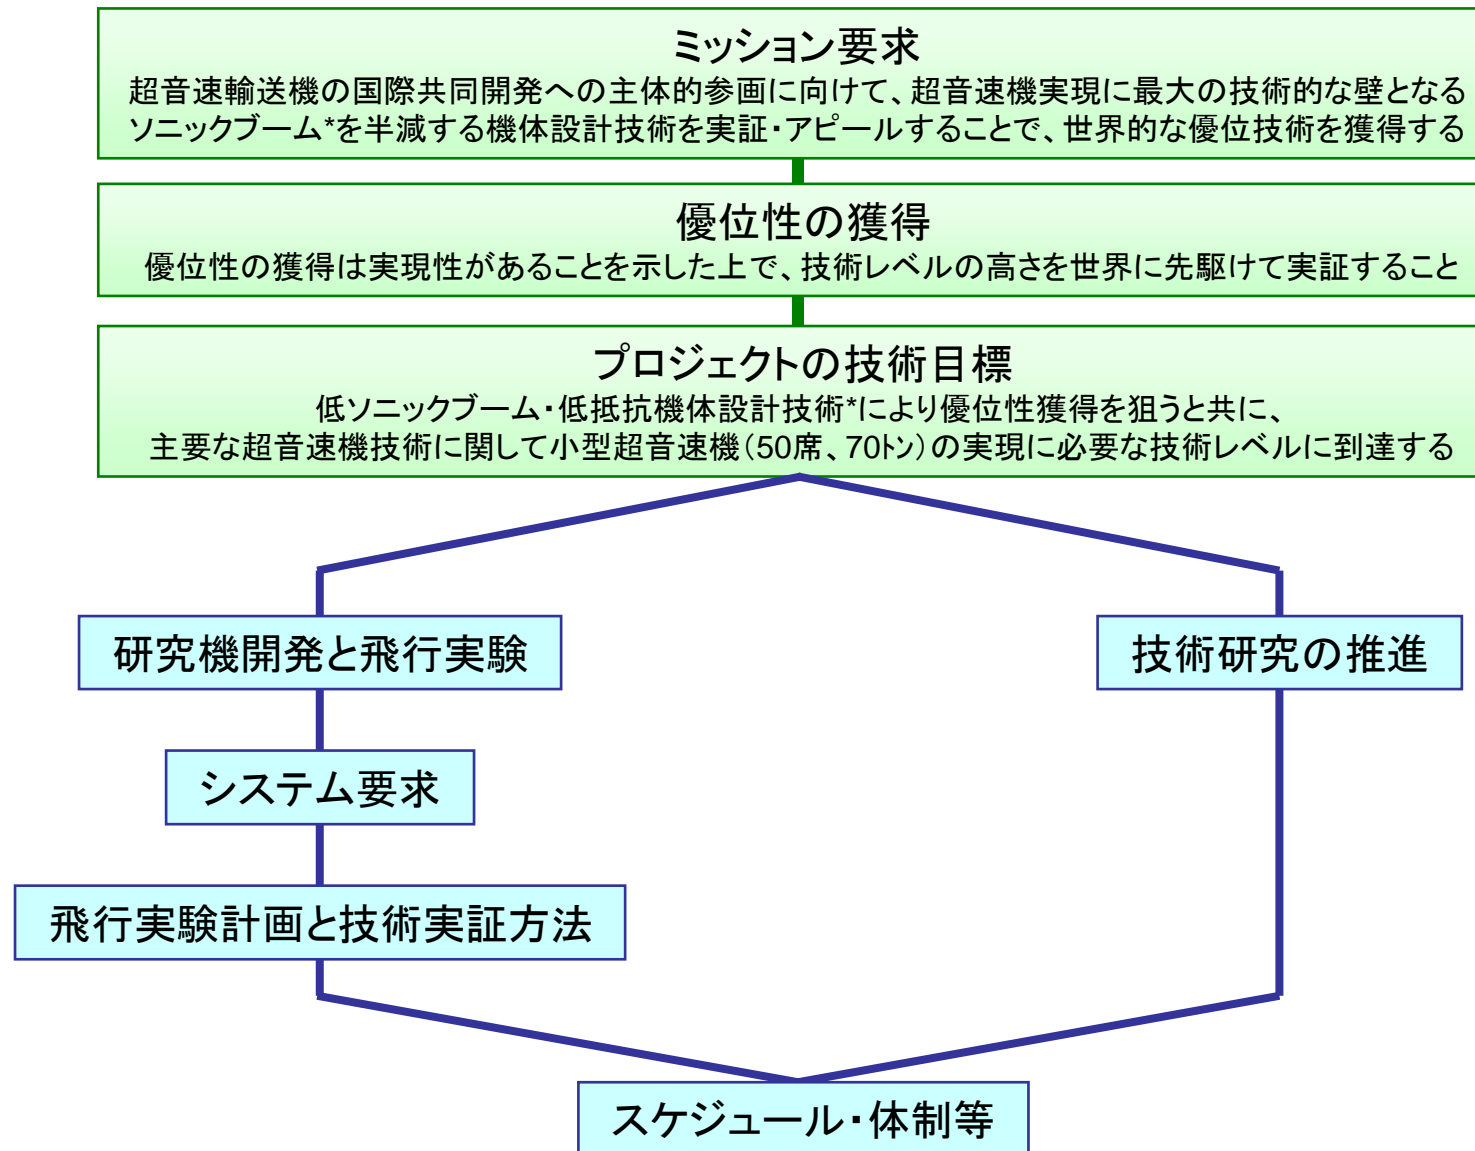 ミッション要求
超音速輸送機の国際共同開発への主体的参画に向けて、超音速機実現に最大の技術的な壁となる
ソニックブーム*を半減する機体設計技術を実証・アピールすることで、世界的な優位技術を獲得する
優位性の獲得
優位性の獲得は実現性があることを示した上で、技術レベルの高さを世界に先駆けて実証すること
プロジェクトの技術目標
低ソニックブーム・低抵抗機体設計技術*により優位性獲得を狙うと共に、
主要な超音速機技術に関して小型超音速機（50席、70トン）の実現に必要な技術レベルに到達する
研究機開発と飛行実験
技術研究の推進
システム要求
飛行実験計画と技術実証方法
スケジュール・体制等